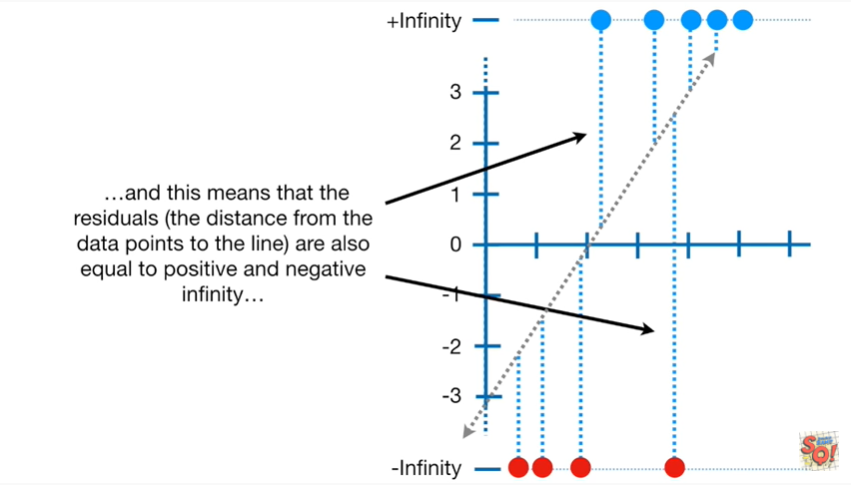 +Infinity
3
2
…and this means that the
1
residuals (the distance from the
data points to the line) are also
0
equal to positive and negative
infinity…
-1
-2
-3
-Infinity
SQ!